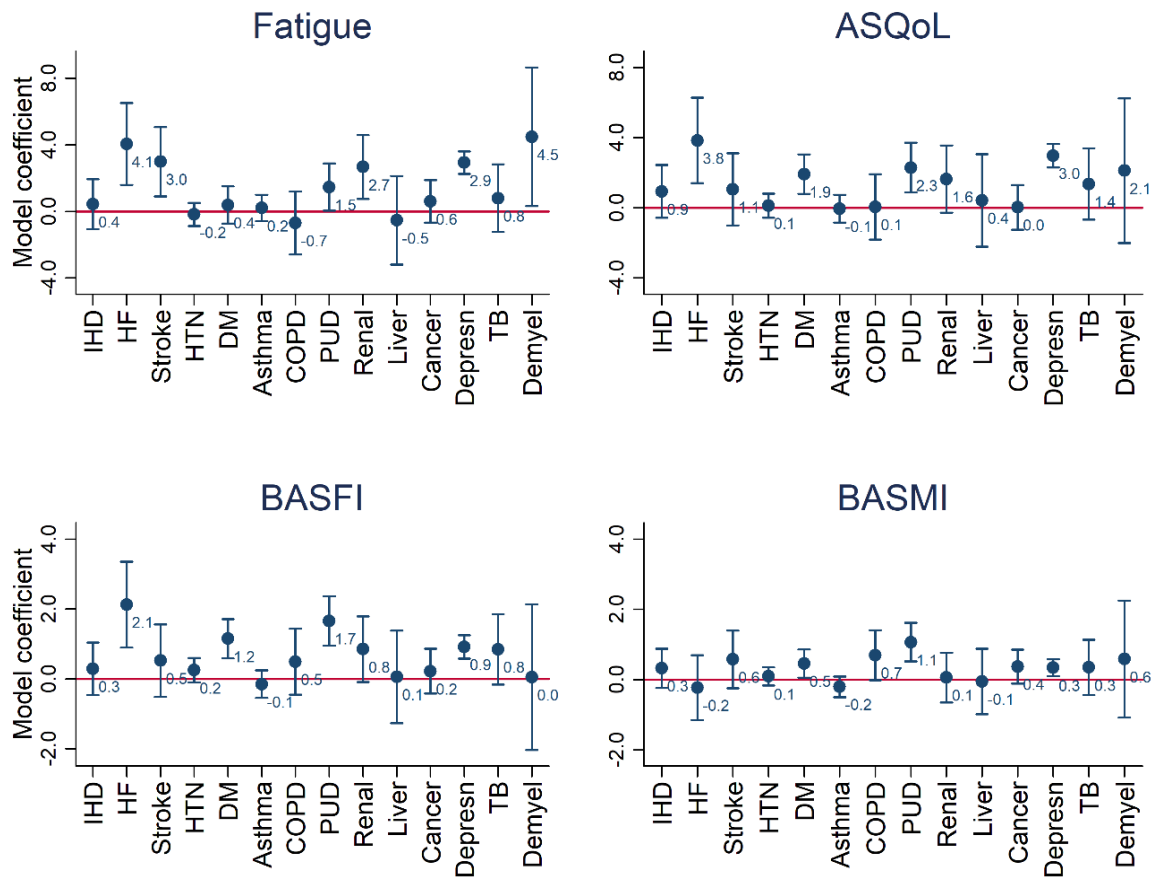 Fatigue
Model coefficient
8.0
4.0
0.0
-4.0
0.4
4.1
3.0
-0.2
0.4
0.2
-0.7
1.5
2.7
-0.5
0.6
2.9
0.8
4.5
IHD
HF
Stroke
HTN
DM
Asthma
COPD
PUD
Renal
Liver
Cancer
Depresn
TB
Demyel
ASQoL
8.0
4.0
0.0
-4.0
0.9
3.8
1.1
0.1
1.9
-0.1
0.1
2.3
1.6
0.4
0.0
3.0
1.4
2.1
IHD
HF
Stroke
HTN
DM
Asthma
COPD
PUD
Renal
Liver
Cancer
Depresn
TB
Demyel
BASFI
Model coefficient
4.0
2.0
0.0
-2.0
0.3
2.1
0.5
0.2
1.2
-0.1
0.5
1.7
0.8
0.1
0.2
0.9
0.8
0.0
IHD
HF
Stroke
HTN
DM
Asthma
COPD
PUD
Renal
Liver
Cancer
Depresn
TB
Demyel
BASMI
4.0
2.0
0.0
-2.0
0.3
-0.2
0.6
0.1
0.5
-0.2
0.7
1.1
0.1
-0.1
0.4
0.3
0.3
0.6
IHD
HF
Stroke
HTN
DM
Asthma
COPD
PUD
Renal
Liver
Cancer
Depresn
TB
Demyel